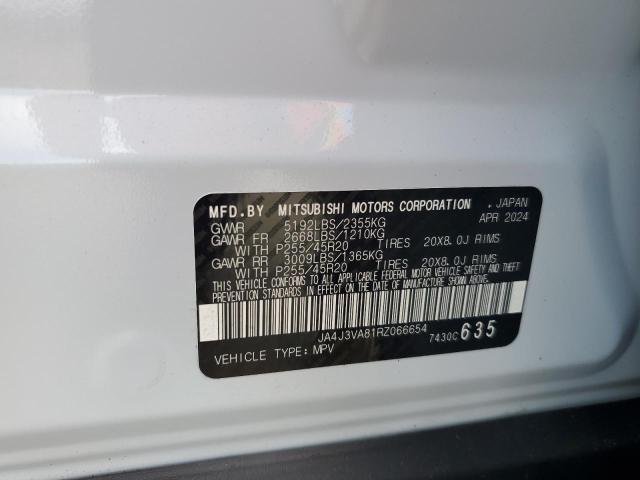 MFD.BY MITSUBISHI MOTORS CORPORATION , JAPAN
GVWR 5192LBS/2355KG APR 2024
GAWR FR 2668LBS/1210KG
WITH P255/45R20 TIRES 20X8.0J RIMS
GAWR RR 3009LBS/1365KG
WITH P255/45R20 TIRES 20X8.0J RIMS
THIS VEHICLE CONFORMS TO ALL APPLICABLE FEDERAL MOTOR VEHICLE SAFETY AND THEFT
PREVENTION STANDARDS IN EFFECT ON THE DATE OF MANUFACTURE SHOWN ABOVE.
JA4J3VA81RZ066654 7430C 635
VEHICLE TYPE: MPV